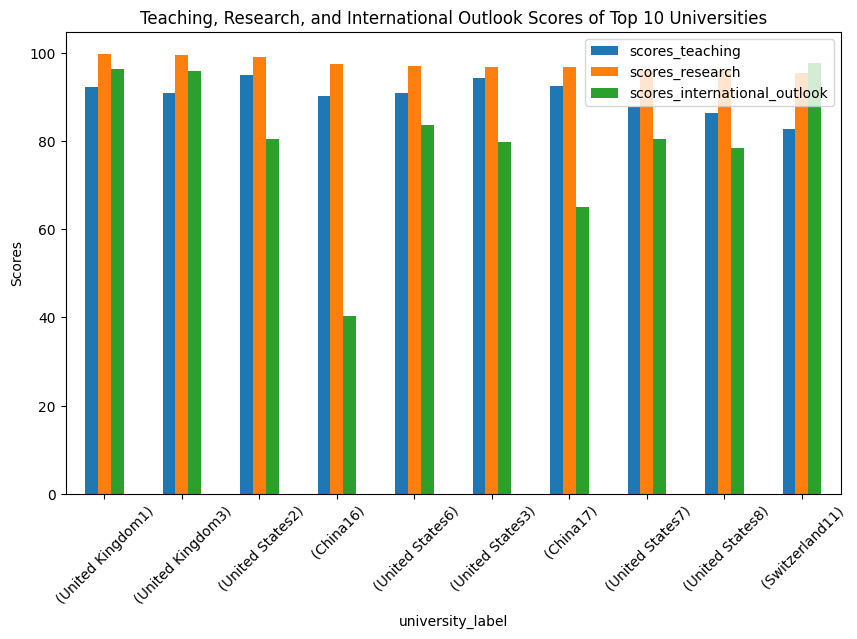 Teaching, Research, and International Outlook Scores of Top 10 Universities
scores_teaching
scores_research
scores_international_outlook
Scores
100
80
60
40
20
0
(United Kingdom1)
(United Kingdom3)
(United States2)
(China16)
(United States6)
(United States3)
(China17)
(United States7)
(United States8)
(Switzerland11)
university_label